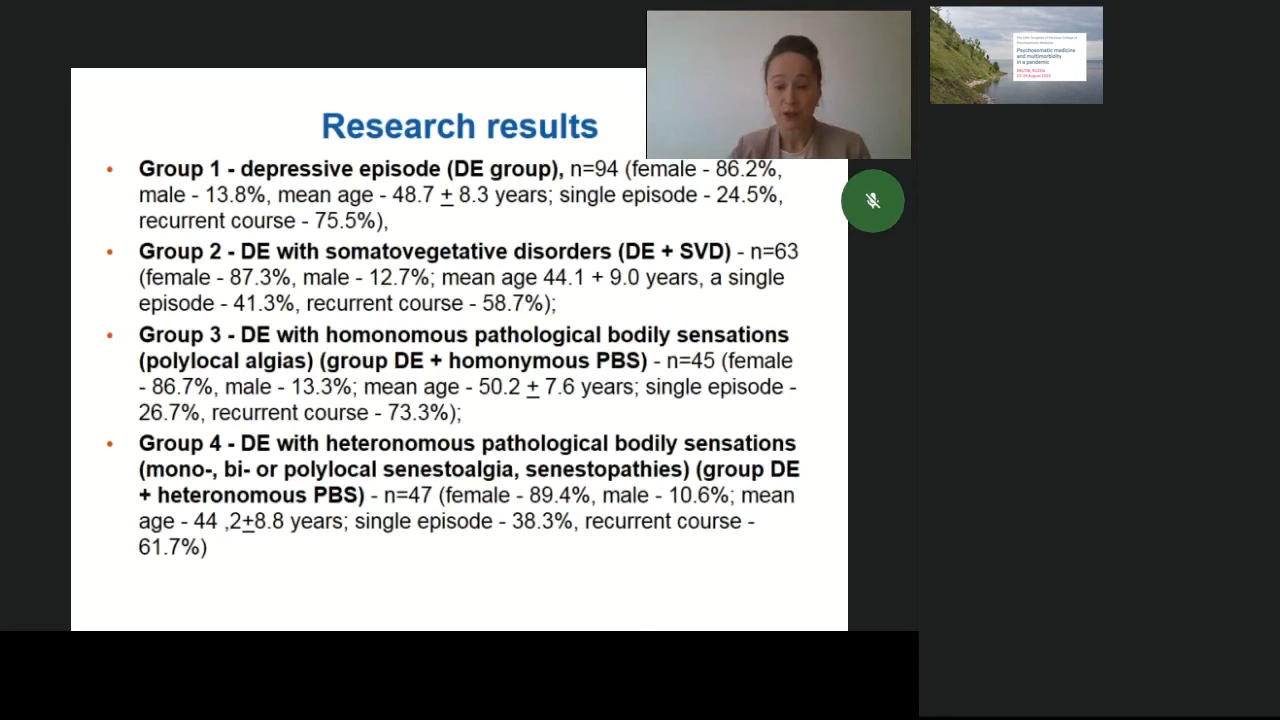 Research results
Group 1 - depressive episode (DE group), n=94 (female - 86.2%,
male - 13.8%, mean age - 48.7 + 8.3 years; single episode - 24.5%,
recurrent course - 75.5%),
Group 2 - DE with somatovegetative disorders (DE + SVD) - n=63
(female - 87.3%, male - 12.7%; mean age 44.1 + 9.0 years, a single
episode - 41.3%, recurrent course - 58.7%);
Group 3 - DE with homonomous pathological bodily sensations
(polylocal algias) (group DE + homonymous PBS) - n=45 (female
- 86.7%, male - 13.3%; mean age - 50.2 + 7.6 years; single episode -
26.7%, recurrent course - 73.3%);
Group 4 - DE with heteronomous pathological bodily sensations
(mono-, bi- or polylocal senestoalgia, senestopathies) (group DE
+ heteronomous PBS) - n=47 (female - 89.4%, male - 10.6%; mean
age - 44 ,2+8.8 years; single episode - 38.3%, recurrent course -
61.7%)
Psychosomatic medicine
and multimorbidity
in a pandemic